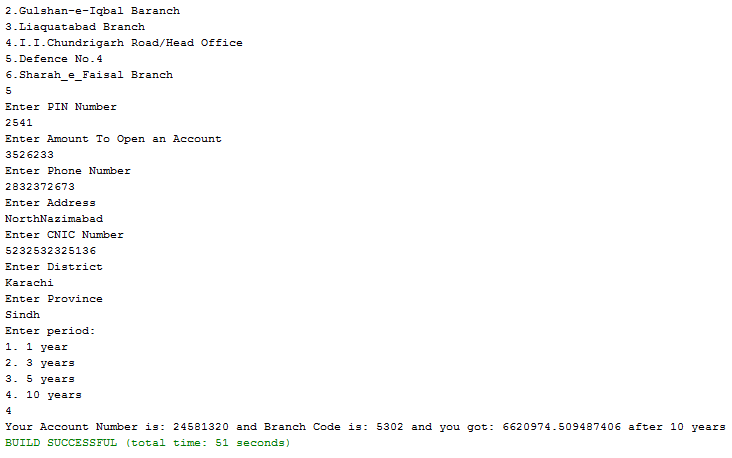 2.Gulshan-e-Iqbal Baranch
3.Liaquatabad Branch
4.I.I.Chundrigarh Road/Head Office
5.Defence No.4
6.Sharah_e_Faisal Branch
5
Enter PIN Number
2541
Enter Amount To Open an Account
3526233
Enter Phone Number
2832372673
Enter Address
NorthNazimabad
Enter CNIC Number
5232532325136
Enter District
Karachi
Enter Province
Sindh
Enter period:
1. 1 year
2. 3 years
3. 5 years
4. 10 years
4
Your Account Number is: 24581320 and Branch Code is: 5302 and you got: 6620974.509487406 after 10 years
BUILD SUCCESSFUL (total time: 51 seconds)